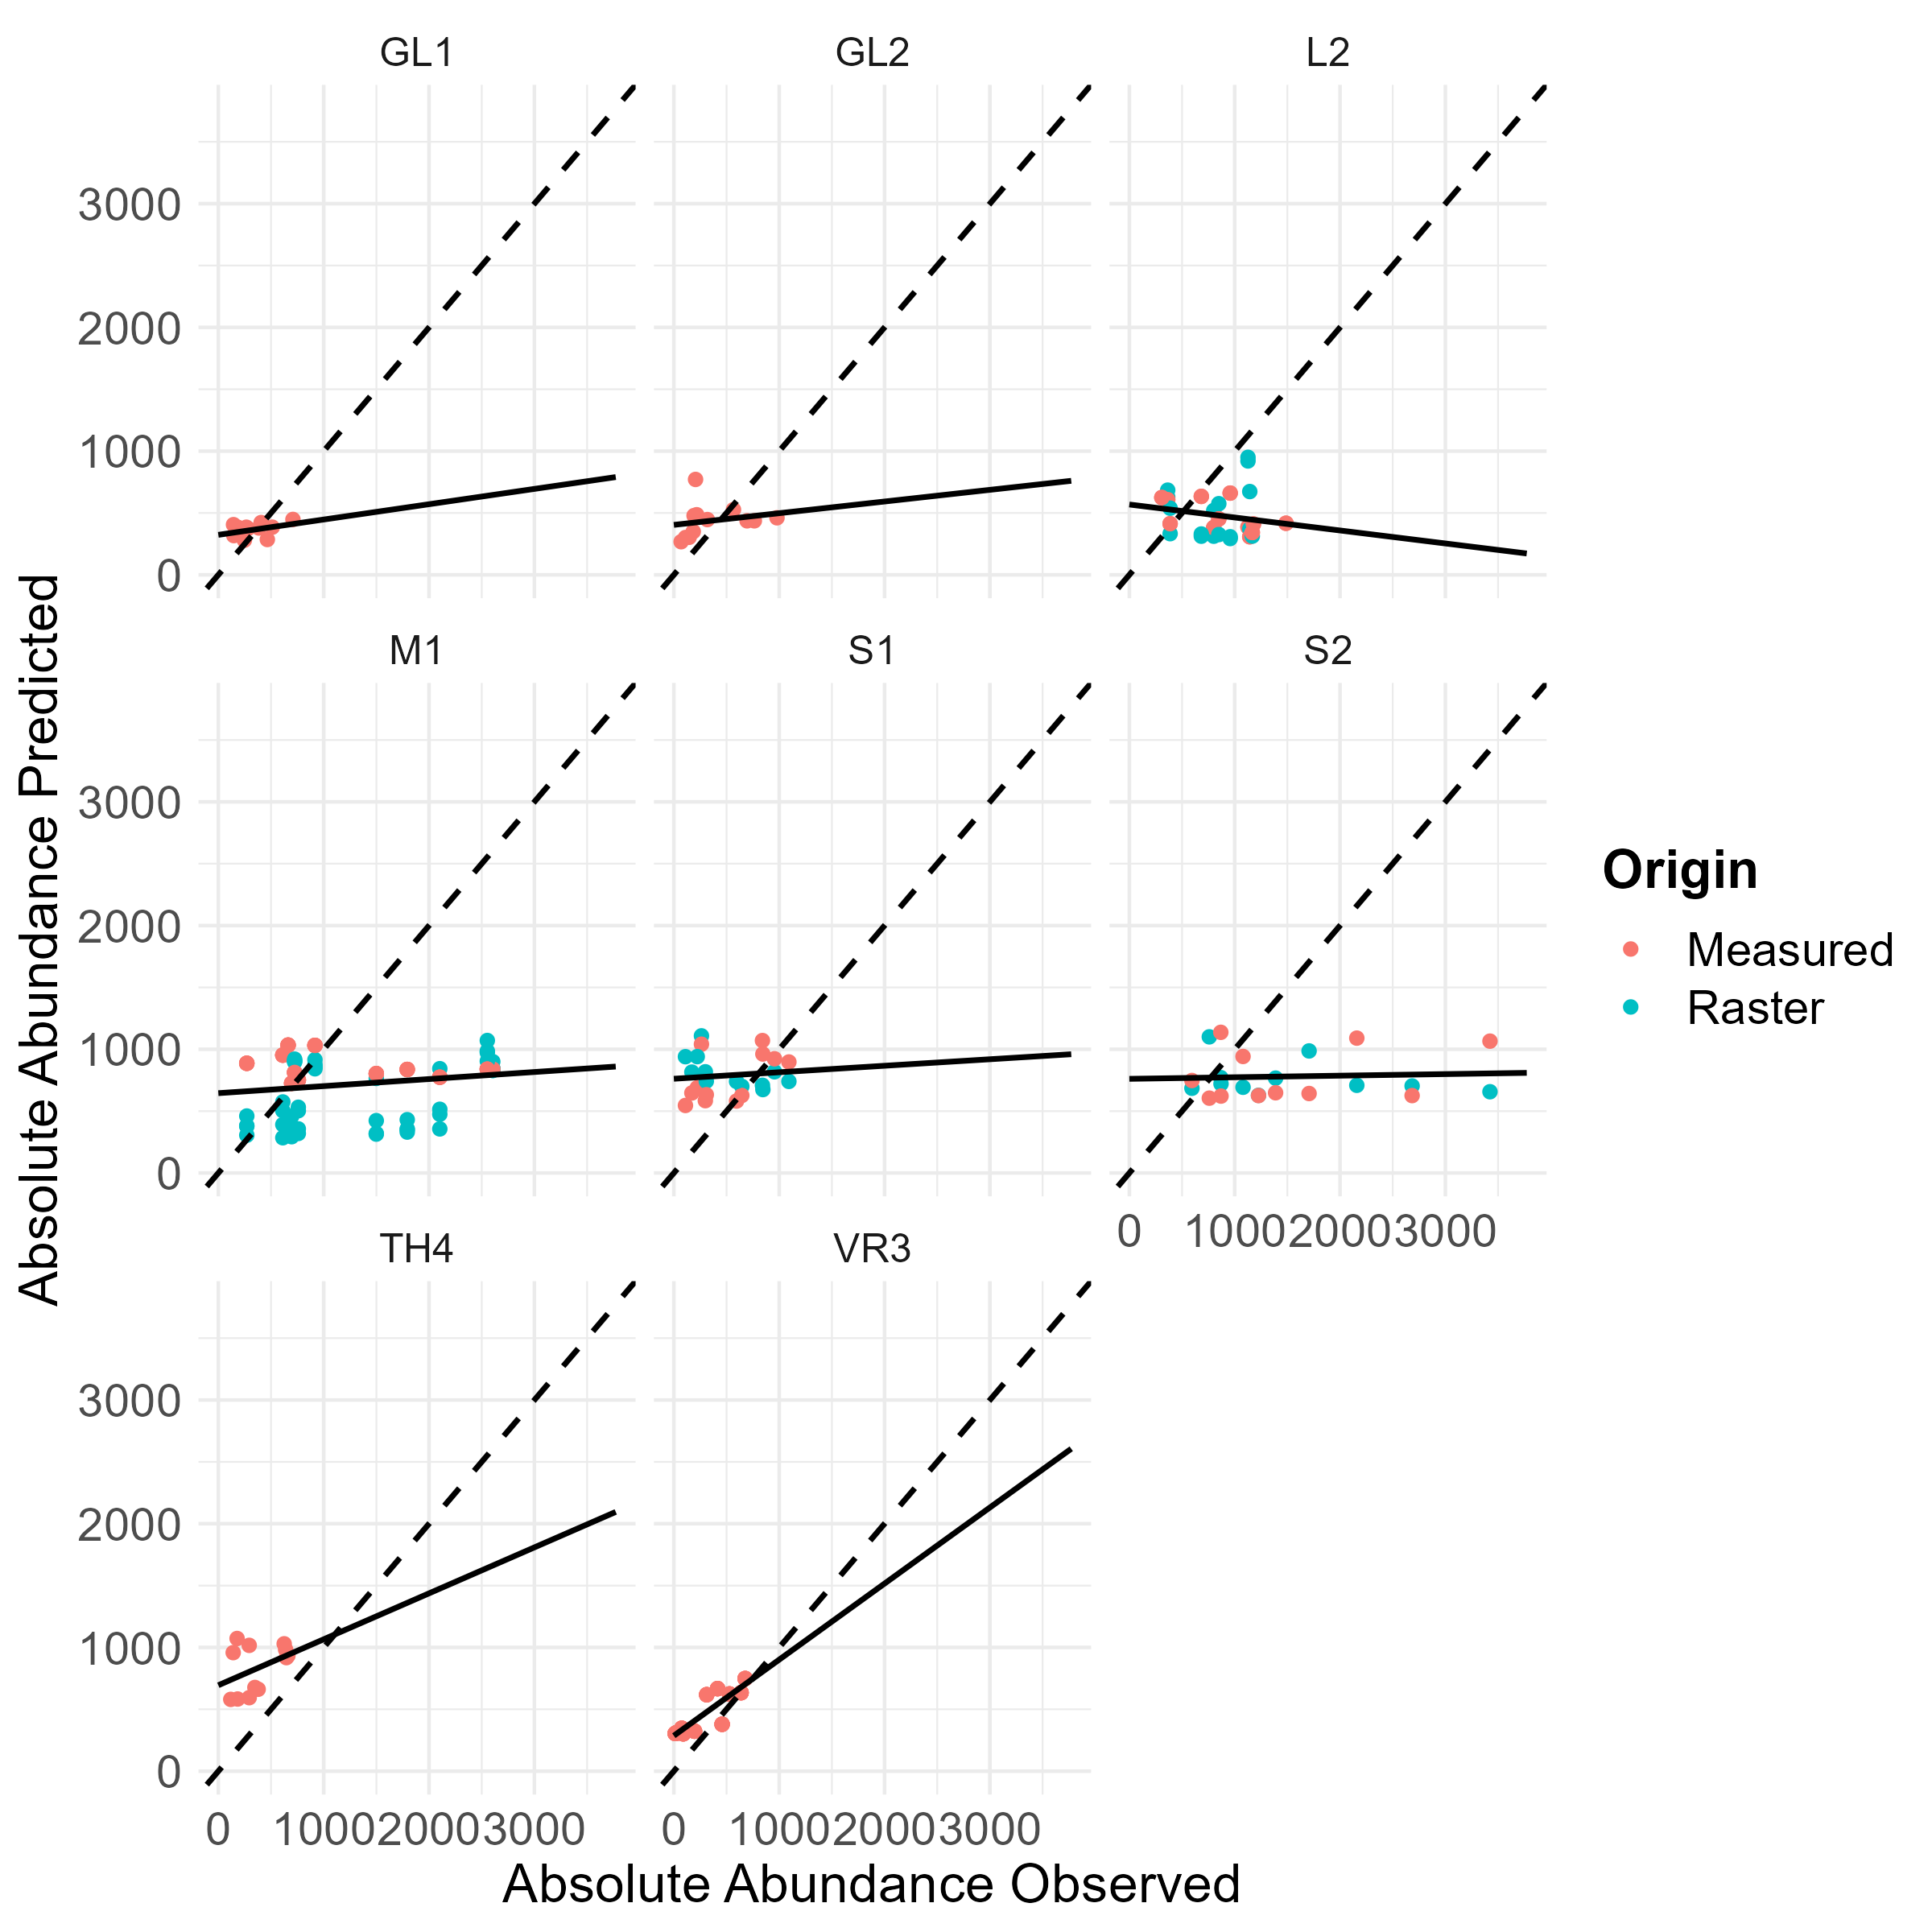 GL1 GL2 L2
3000
2000
1000
0
M1 S1 S2
3000
2000
1000
0
0 1000 2000 3000
TH4 VR3
3000
2000
1000
0
0 1000 2000 3000 0 1000 2000 3000
Absolute Abundance Observed
Absolute Abundance Predicted
Origin
Measured
Raster